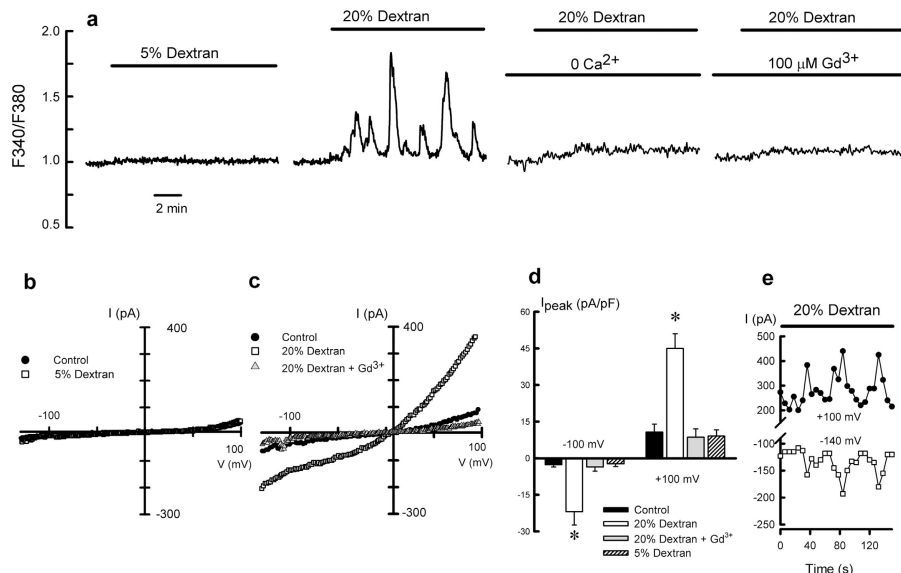 a
F340/F380
2.0
1.5
1.0
0.5
5% Dextran
2 min
20% Dextran
20% Dextran
0 Ca2+
20% Dextran
100 μM Gd3+
b
I (pA)
400
Control
5% Dextran
-100
100
V (mV)
-300
c
I (pA)
400
Control
20% Dextran
20% Dextran + Gd3+
-100
100
V (mV)
-300
d
Ipeak (pA/pF)
60
45
30
15
0
-15
-30
*
-100 mV
*
+100 mV
Control
20% Dextran
20% Dextran + Gd3+
5% Dextran
e
20% Dextran
I (pA)
500
400
300
200
+100 mV
-100
-140 mV
-150
-200
-250
0 40 80 120
Time (s)